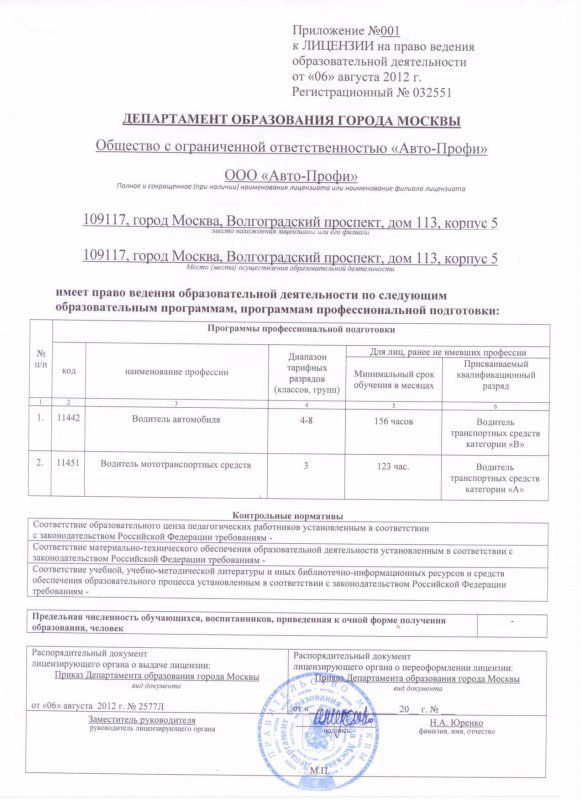 Приложение №001
к ЛИЦЕНЗИИ на право ведения
образовательной деятельности
от «06» августа 2012 г.
Регистрационный № 032551
ДЕПАРТАМЕНТ ОБРАЗОВАНИЯ ГОРОДА МОСКВЫ
Общество с ограниченной ответственностью «Авто-Профи»
ООО «Авто-Профи»
Полное и сокращенное (при наличии) наименования лицензиата или наименование филиала лицензиата
109117, город Москва, Волгоградский проспект, дом 113, корпус 5
место нахождения лицензиата или его филиала
109117, город Москва, Волгоградский проспект, дом 113, корпус 5
Место (места) осуществления образовательной деятельности
имеет право ведения образовательной деятельности по следующим
образовательным программам, программам профессиональной подготовки:
Программы профессиональной подготовки
№
п/п
код
наименование профессии
Диапазон
тарифных
разрядов
(классов, групп)
Для лиц, ранее не имевших профессии
Минимальный срок
обучения в месяцах
Присваиваемый
квалификационный
разряд
1 2 3 4 5 6
1. 11442 Водитель автомобиля 4-8 156 часов Водитель
транспортных средств
категории «В»
2. 11451 Водитель мототранспортных средств 3 123 час. Водитель
транспортных средств
категории «А»
Контрольные нормативы
Соответствие образовательного ценза педагогических работников установленным в соответствии
с законодательством Российской Федерации требованиям -
Соответствие материально-технического обеспечения образовательной деятельности установленным в соответствии с
законодательством Российской Федерации требованиям -
Соответствие учебной, учебно-методической литературы и иных библиотечно-информационных ресурсов и средств
обеспечения образовательного процесса установленным в соответствии с законодательством Российской Федерации
требованиям -
Предельная численность обучающихся, воспитанников, приведенная к очной форме получения
образования, человек
-
Распорядительный документ
лицензирующего органа о выдаче лицензии:
Приказ Департамента образования города Москвы
вид документа
от «06» августа 2012 г. № 2577Л
Распорядительный документ
лицензирующего органа о переоформлении лицензии:
Приказ Департамента образования города Москвы
вид документа
от « 20__ г. № ___
Заместитель руководителя
руководитель лицензирующего органа
подпись
Н.А. Юренко
фамилия, имя, отчество
М.П.
ПРАВИТЕЛЬСТВО МОСКВЫ
Департамент образования